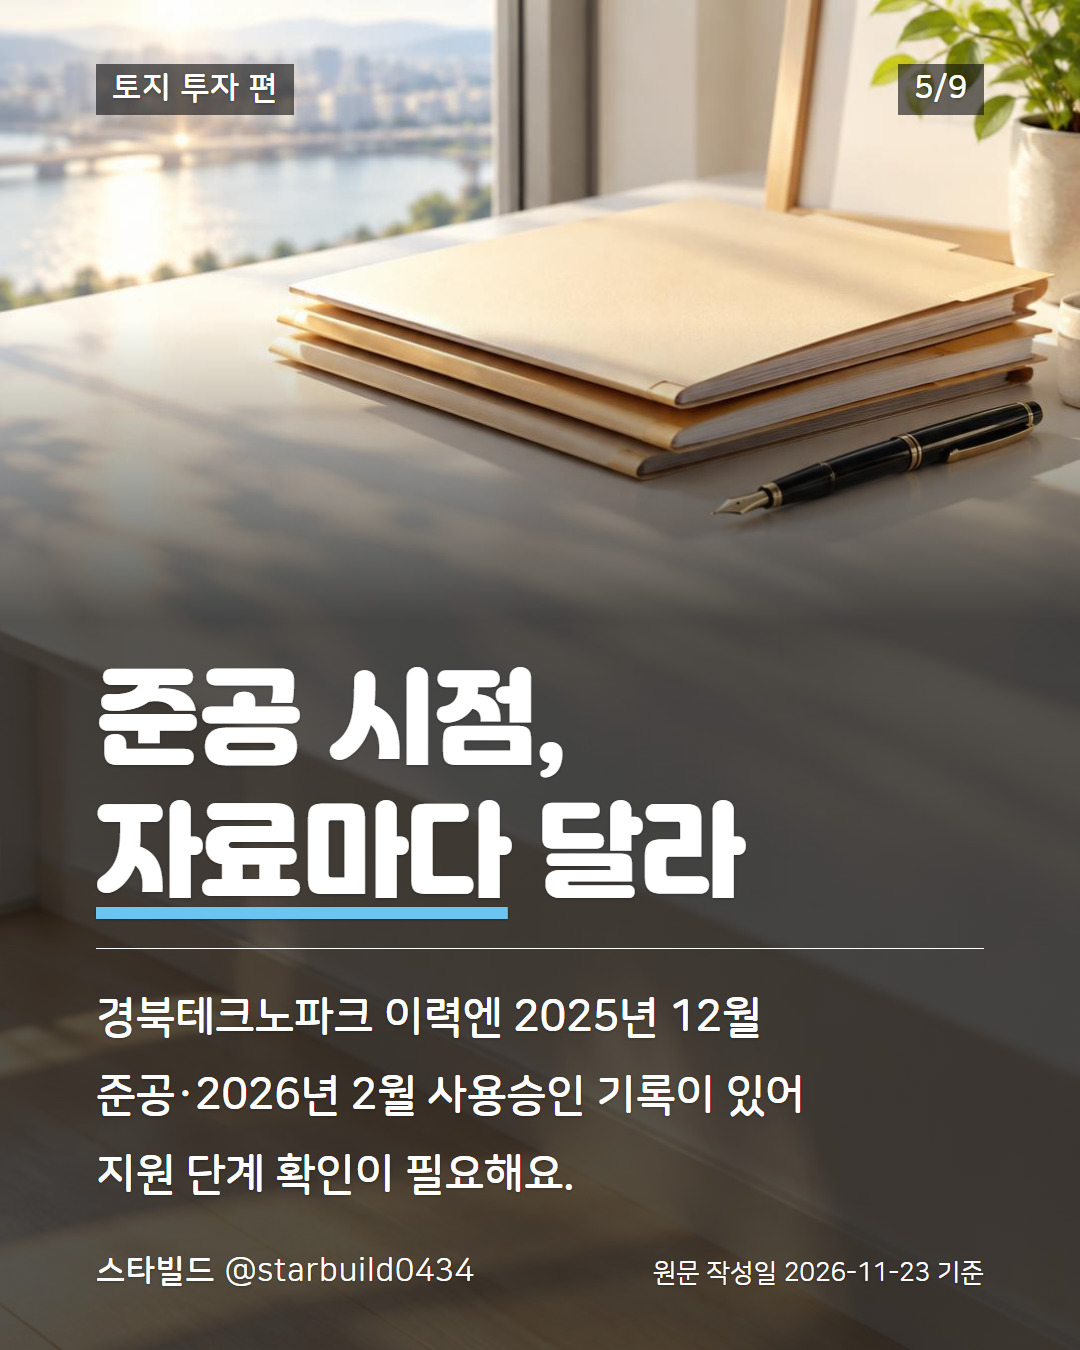 토지 투자 편
5/9
준공 시점,
자료마다 달라
경북테크노파크 이력엔 2025년 12월
준공·2026년 2월 사용승인 기록이 있어
지원 단계 확인이 필요해요.
스타빌드 @starbuild0434
원문 작성일 2026-11-23 기준